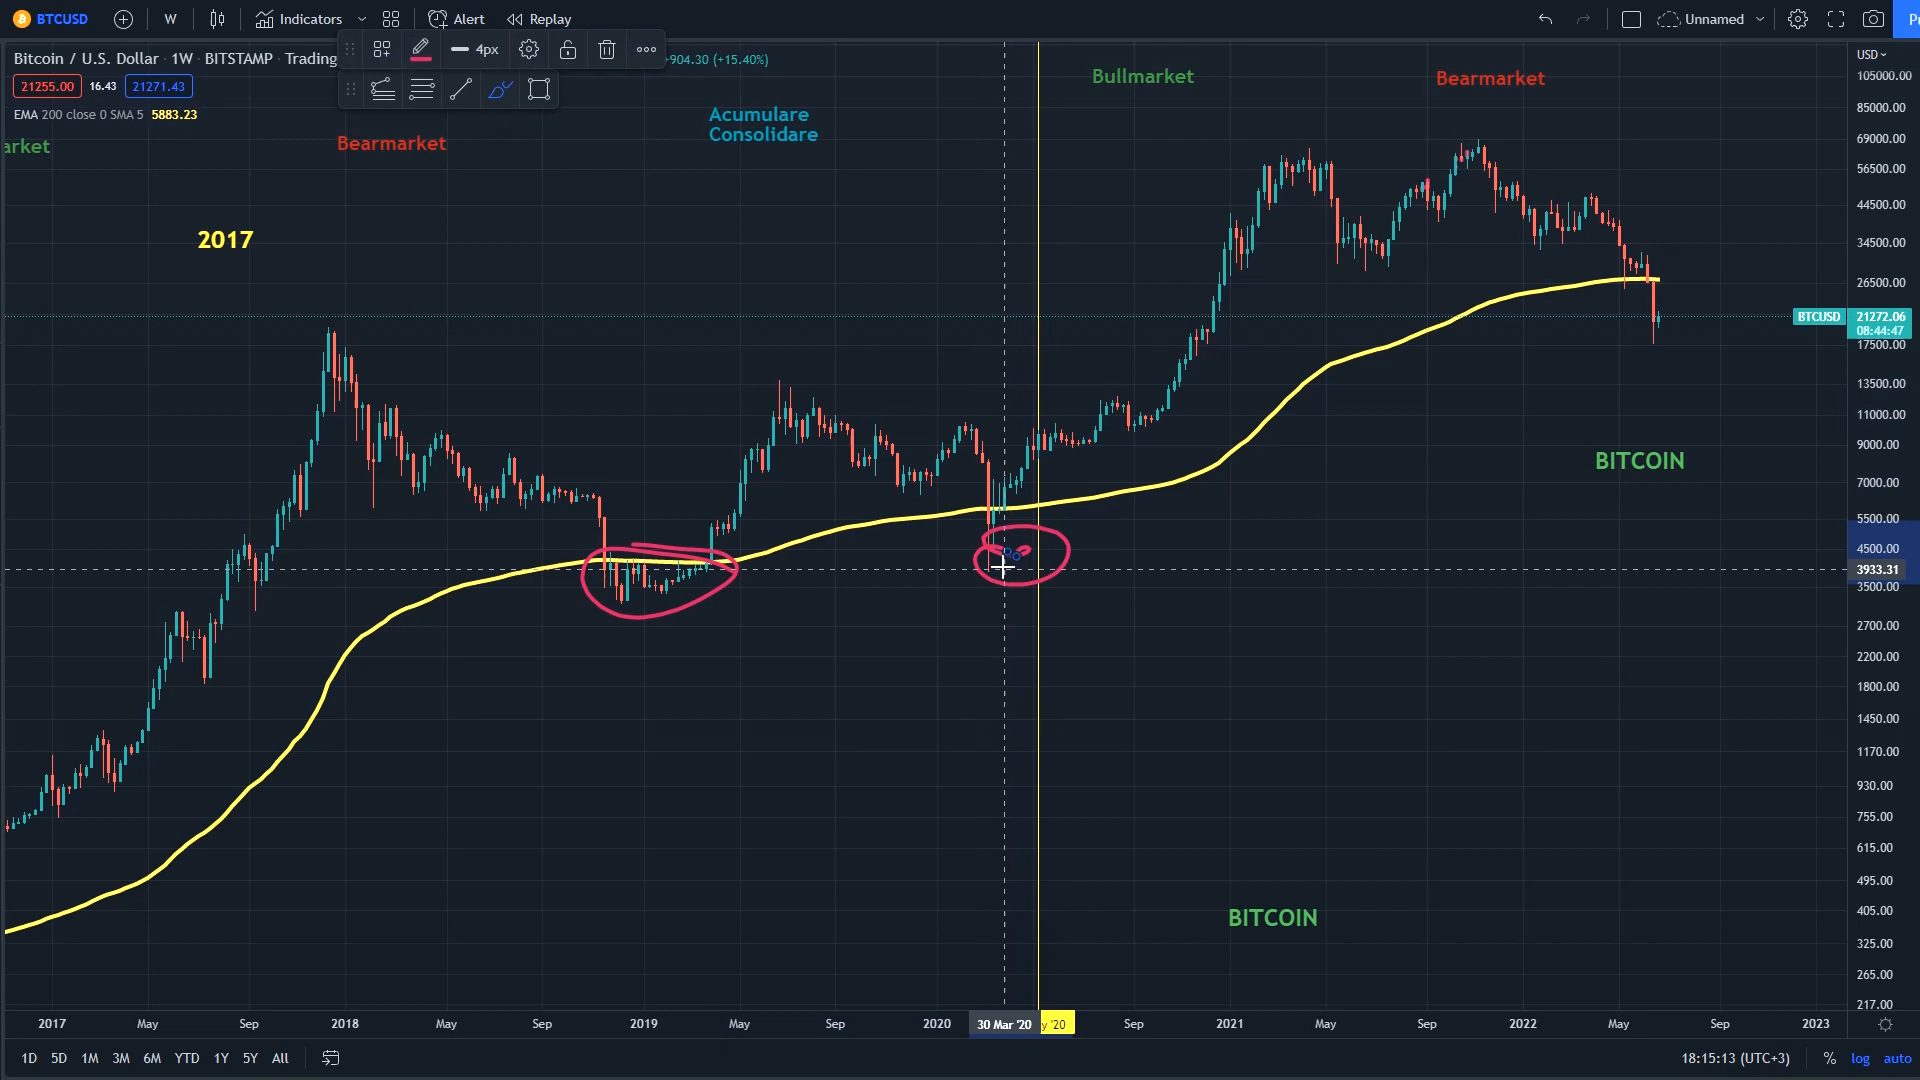 BTCUSD W Indicators Alert Replay Unnamed
4px
Bitcoin / U.S. Dollar · 1W · BITSTAMP · Trading +904.30 (+15.40%)
21255.00 16.43 21271.43
EMA 200 close 0 SMA 5 5883.23
arket
Bearmarket
Acumulare
Consolidare
Bullmarket
Bearmarket
2017
BITCOIN
BITCOIN
USD
105000.00
85000.00
69000.00
56500.00
44500.00
34500.00
26500.00
BTCUSD 21272.06
08:44:47
17500.00
13500.00
11000.00
9000.00
7000.00
5500.00
4500.00
3933.31
3500.00
2700.00
2200.00
1800.00
1450.00
1170.00
930.00
755.00
615.00
495.00
405.00
325.00
265.00
217.00
2017 May Sep 2018 May Sep 2019 May Sep 2020 30 Mar '20 y '20 Sep 2021 May Sep 2022 May Sep 2023
1D 5D 1M 3M 6M YTD 1Y 5Y All 18:15:13 (UTC+3) % log auto